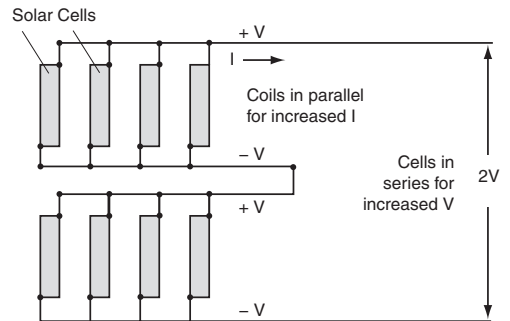 Solar Cells
+ V
I
Coils in parallel
for increased I
– V
Cells in
series for
increased V
2V
+ V
– V